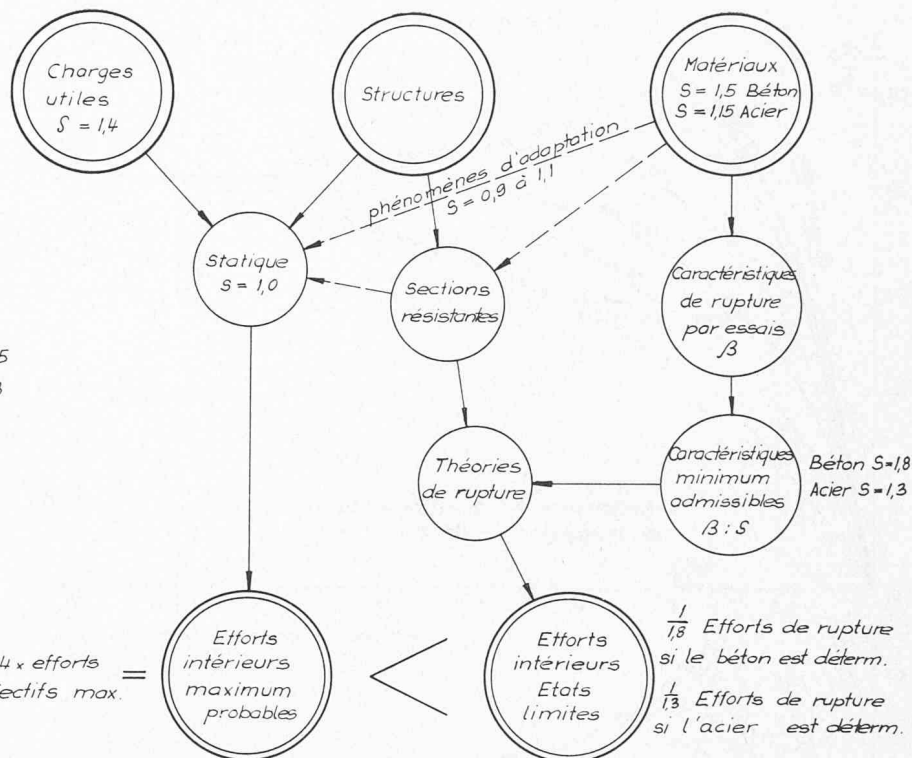 Charges
utiles
S = 1,4
Structures
Matériaux
S = 1,5 Béton
S = 1,15 Acier
phénomènes d'adaptation
S = 0,9 à 1,1
Statique
S = 1,0
Sections
résistantes
Caractéristiques
de rupture
par essais
β
5
3
Théories
de rupture
Caractéristiques
minimum
admissibles
β : S
Béton S=1,8
Acier S=1,3
4 x efforts
ectifs max.
=
Efforts
intérieurs
maximum
probables
<
Efforts
intérieurs
Etats
limites
1/1,8 Efforts de rupture
si le béton est déterm.
1/1,3 Efforts de rupture
si l'acier est déterm.